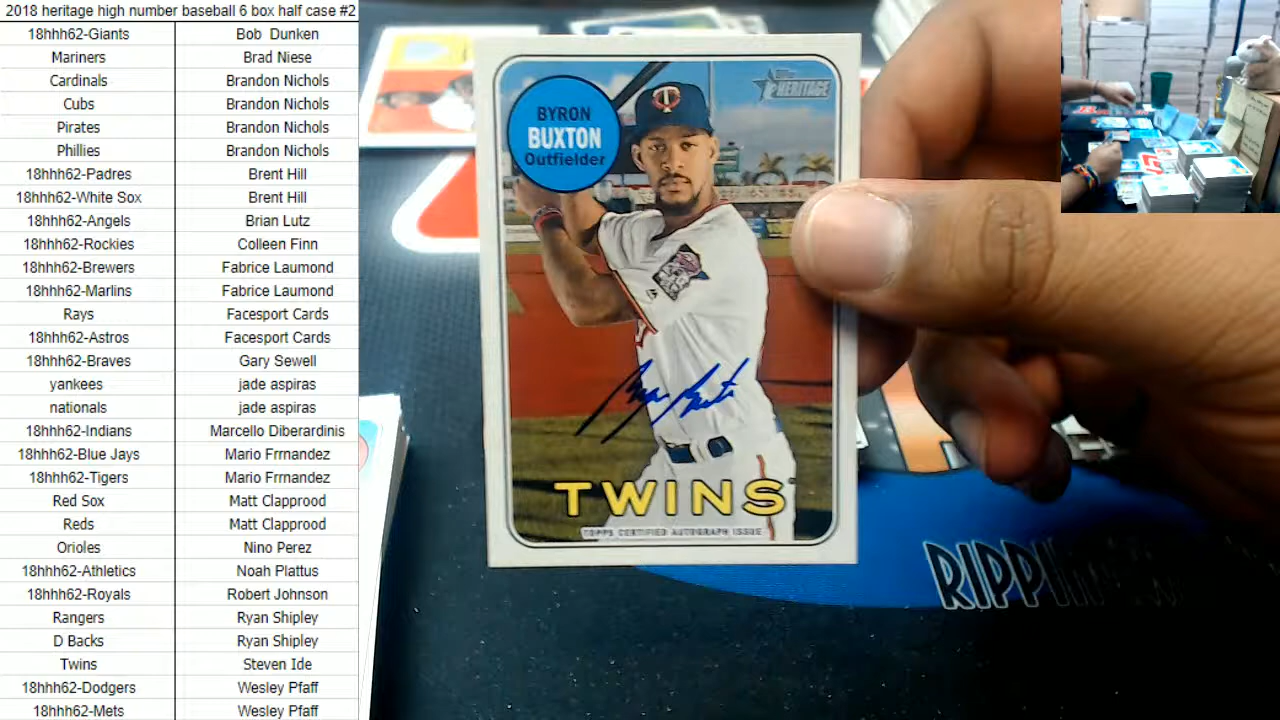 2018 heritage high number baseball 6 box half case #2
18hhh62-Giants Bob Dunken
Mariners Brad Niese
Cardinals Brandon Nichols
Cubs Brandon Nichols
Pirates Brandon Nichols
Phillies Brandon Nichols
18hhh62-Padres Brent Hill
18hhh62-White Sox Brent Hill
18hhh62-Angels Brian Lutz
18hhh62-Rockies Colleen Finn
18hhh62-Brewers Fabrice Laumond
18hhh62-Marlins Fabrice Laumond
Rays Facesport Cards
18hhh62-Astros Facesport Cards
18hhh62-Braves Gary Sewell
yankees jade aspiras
nationals jade aspiras
18hhh62-Indians Marcello Diberardinis
18hhh62-Blue Jays Mario Frrnandez
18hhh62-Tigers Mario Frrnandez
Red Sox Matt Clapprood
Reds Matt Clapprood
Orioles Nino Perez
18hhh62-Athletics Noah Plattus
18hhh62-Royals Robert Johnson
Rangers Ryan Shipley
D Backs Ryan Shipley
Twins Steven Ide
18hhh62-Dodgers Wesley Pfaff
18hhh62-Mets Wesley Pfaff
BYRON
BUXTON
Outfielder
Topps
HERITAGE
TWINS
TOPPS CERTIFIED AUTOGRAPH ISSUE